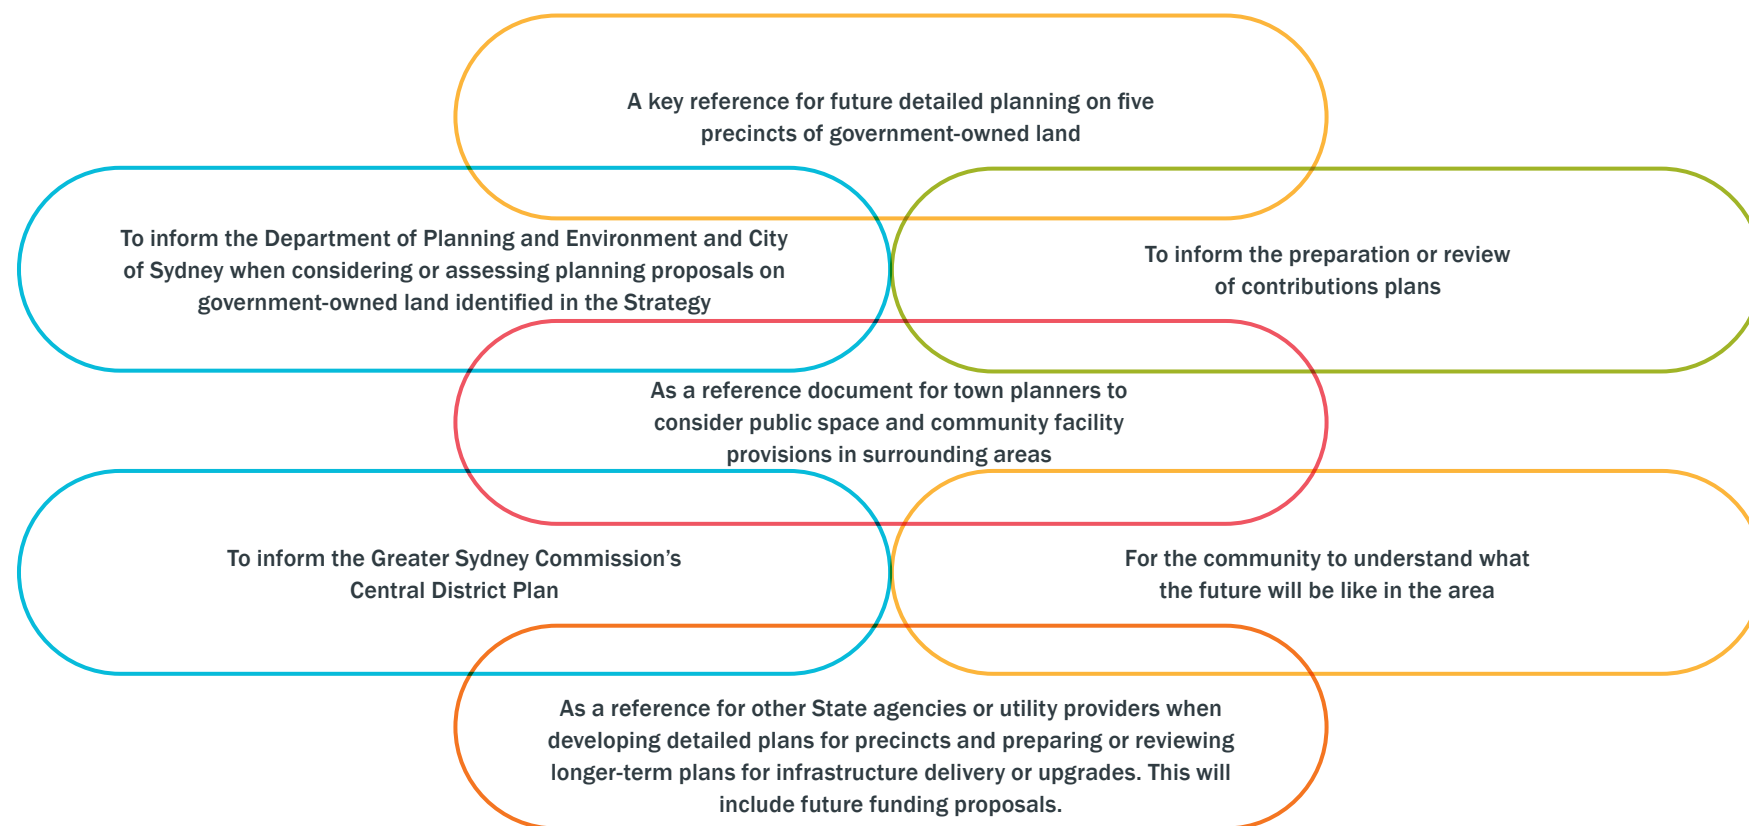 A key reference for future detailed planning on five
precincts of government-owned land
To inform the Department of Planning and Environment and City
of Sydney when considering or assessing planning proposals on
government-owned land identified in the Strategy
To inform the preparation or review
of contributions plans
As a reference document for town planners to
consider public space and community facility
provisions in surrounding areas
To inform the Greater Sydney Commission’s
Central District Plan
For the community to understand what
the future will be like in the area
As a reference for other State agencies or utility providers when
developing detailed plans for precincts and preparing or reviewing
longer-term plans for infrastructure delivery or upgrades. This will
include future funding proposals.